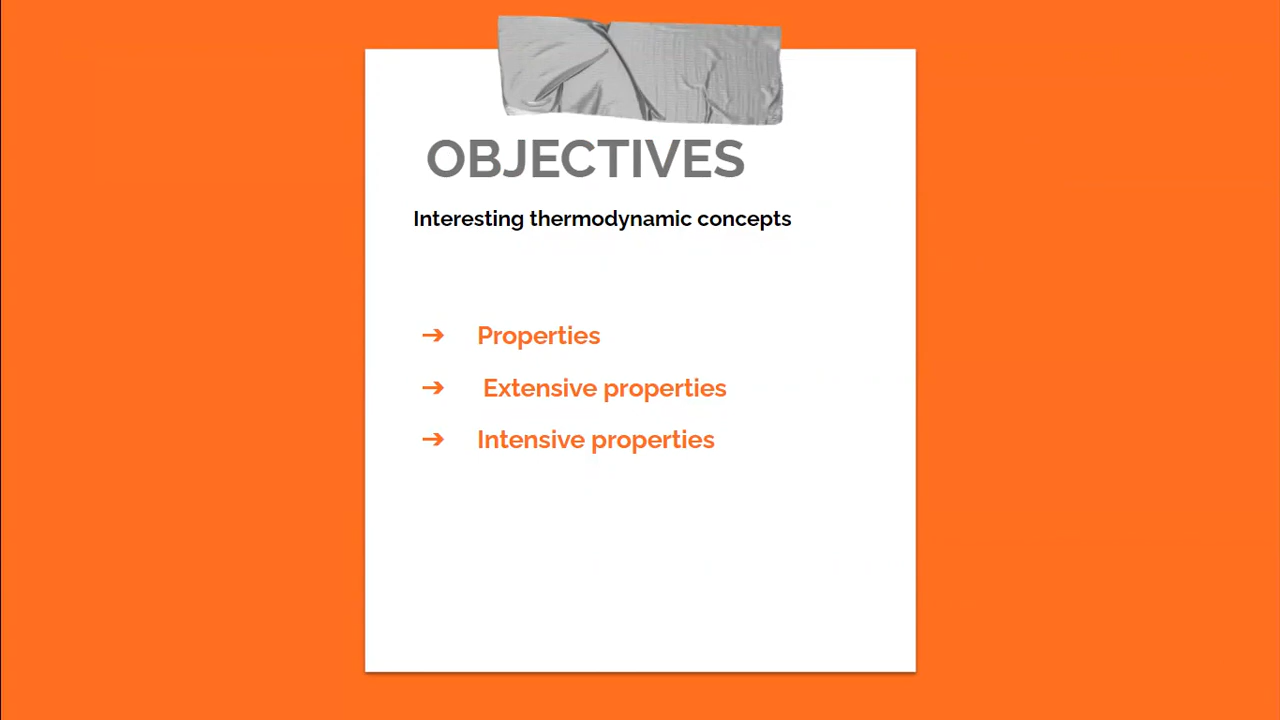 OBJECTIVES
Interesting thermodynamic concepts
➔ Properties
➔ Extensive properties
➔ Intensive properties